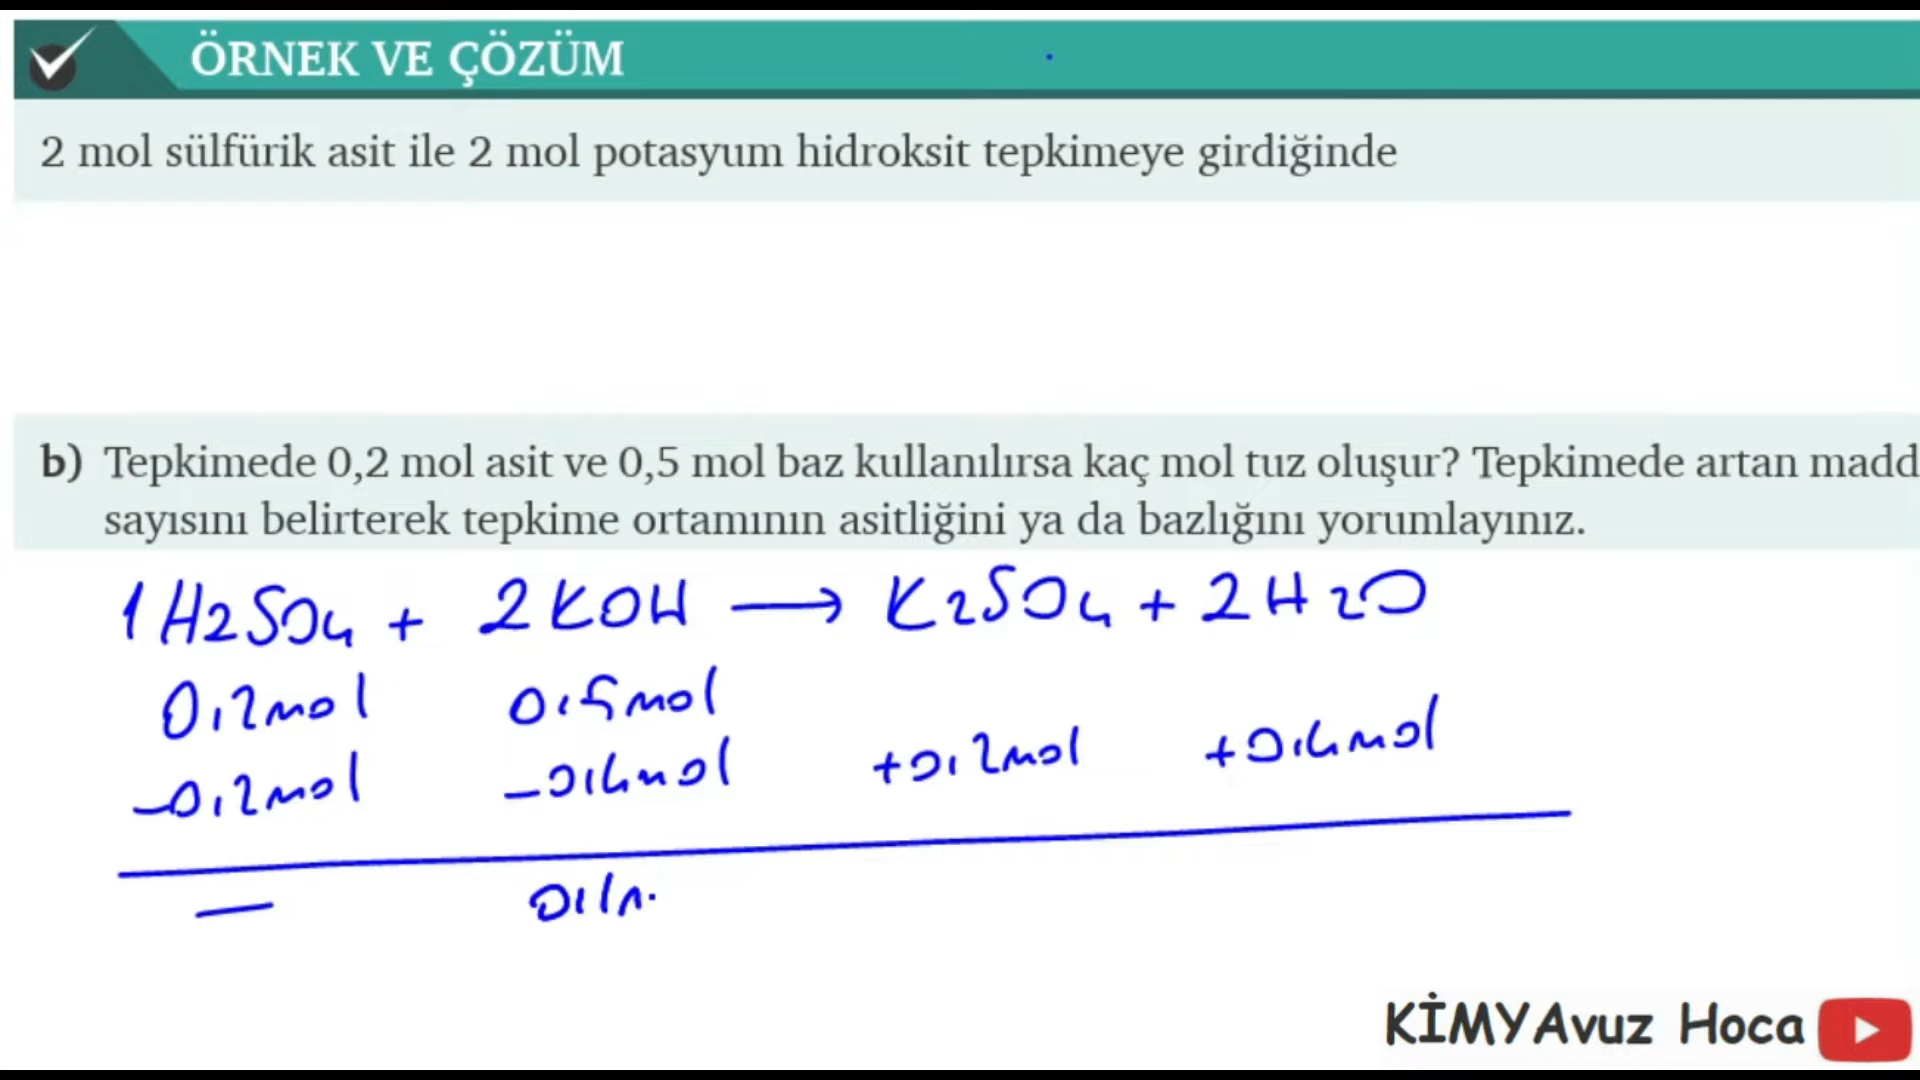 ÖRNEK VE ÇÖZÜM
2 mol sülfürik asit ile 2 mol potasyum hidroksit tepkimeye girdiğinde
b) Tepkimede 0,2 mol asit ve 0,5 mol baz kullanılırsa kaç mol tuz oluşur? Tepkimede artan madd
sayısını belirterek tepkime ortamının asitliğini ya da bazlığını yorumlayınız.
1H2SO4 + 2KOH → K2SO4 + 2H2O
0,2mol 0,5mol
-0,2mol -0,4mol +0,2mol +0,4mol
— 0,1
KİMYAvuz Hoca